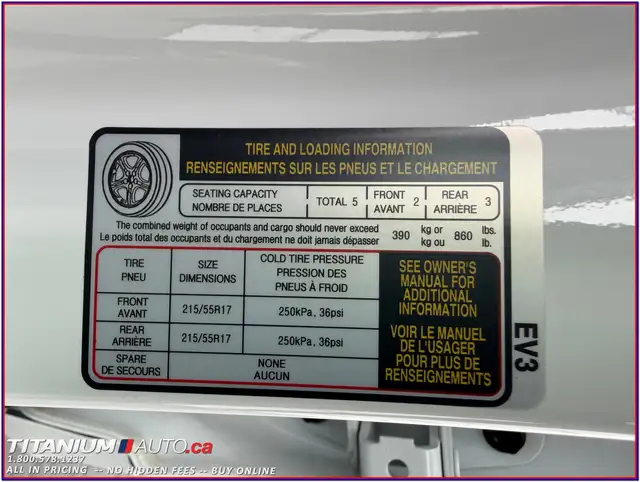 TIRE AND LOADING INFORMATION
RENSEIGNEMENTS SUR LES PNEUS ET LE CHARGEMENT
SEATING CAPACITY
NOMBRE DE PLACES
TOTAL 5
FRONT
AVANT 2
REAR
ARRIÈRE 3
The combined weight of occupants and cargo should never exceed
Le poids total des occupants et du chargement ne doit jamais dépasser
390 kg or kg ou 860 lbs. lb.
TIRE
PNEU
SIZE
DIMENSIONS
COLD TIRE PRESSURE
PRESSION DES
PNEUS À FROID
FRONT
AVANT
215/55R17
250kPa, 36psi
REAR
ARRIÈRE
215/55R17
250kPa, 36psi
SPARE
DE SECOURS
NONE
AUCUN
SEE OWNER'S
MANUAL FOR
ADDITIONAL
INFORMATION
VOIR LE MANUEL
DE L'USAGER
POUR PLUS DE
RENSEIGNEMENTS
EV3
TITANIUM AUTO.ca
1.800.578.1237
ALL IN PRICING -- NO HIDDEN FEES -- BUY ONLINE